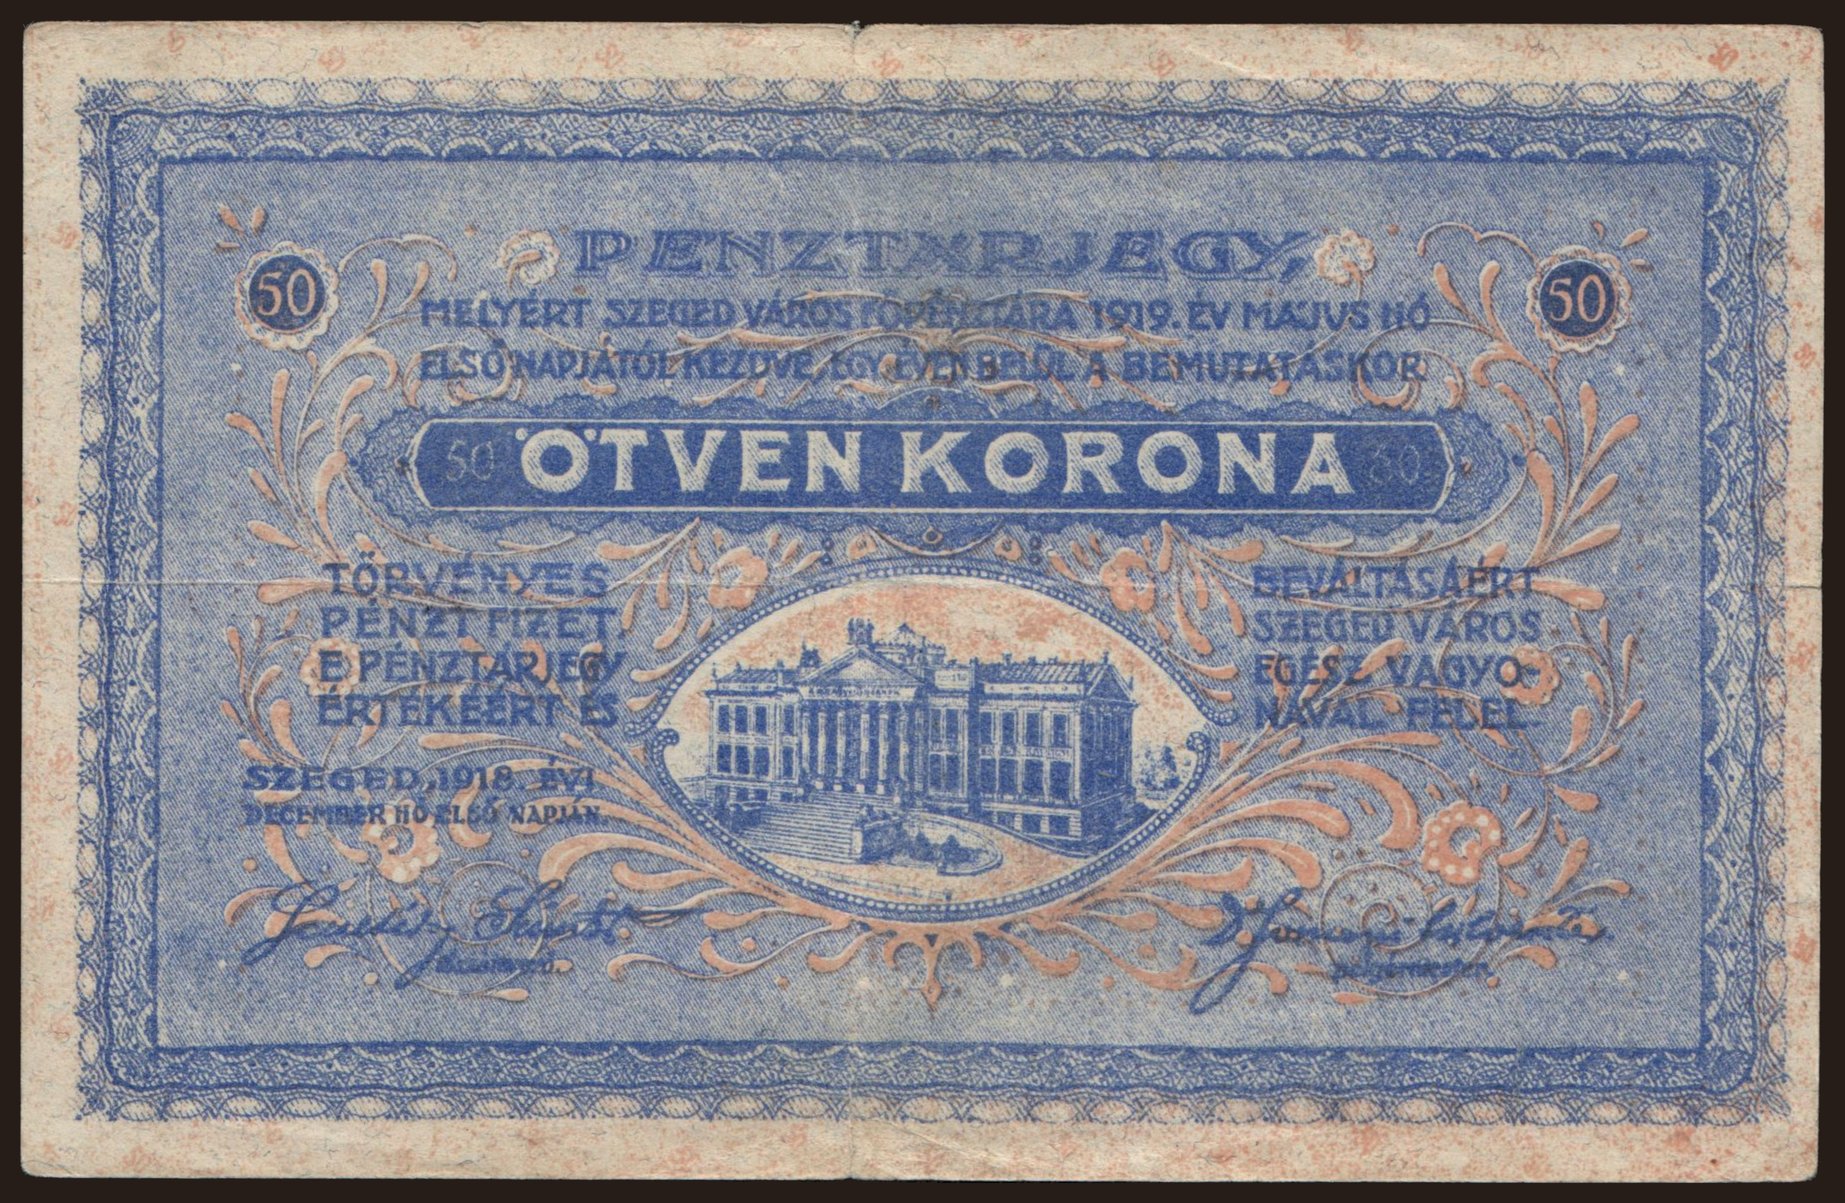 PÉNZTÁRJEGY,
50
50
MELYÉRT SZEGED VÁROS FŐPÉNZTÁRA 1919. ÉV MÁJUS HÓ
ELSŐ NAPJÁTÓL KEZDVE, EGY ÉVEN BELÜL A BEMUTATÁSKOR
50 ÖTVEN KORONA 50
TÖRVÉNYES
PÉNZT FIZET.
E PÉNZTÁRJEGY
ÉRTÉKÉÉRT ÉS
BEVÁLTÁSÁÉRT
SZEGED VÁROS
EGÉSZ VAGYO-
NÁVAL FELEL.
SZEGED, 1918. ÉVI
DECEMBER HÓ ELSŐ NAPJÁN.
polgármester.